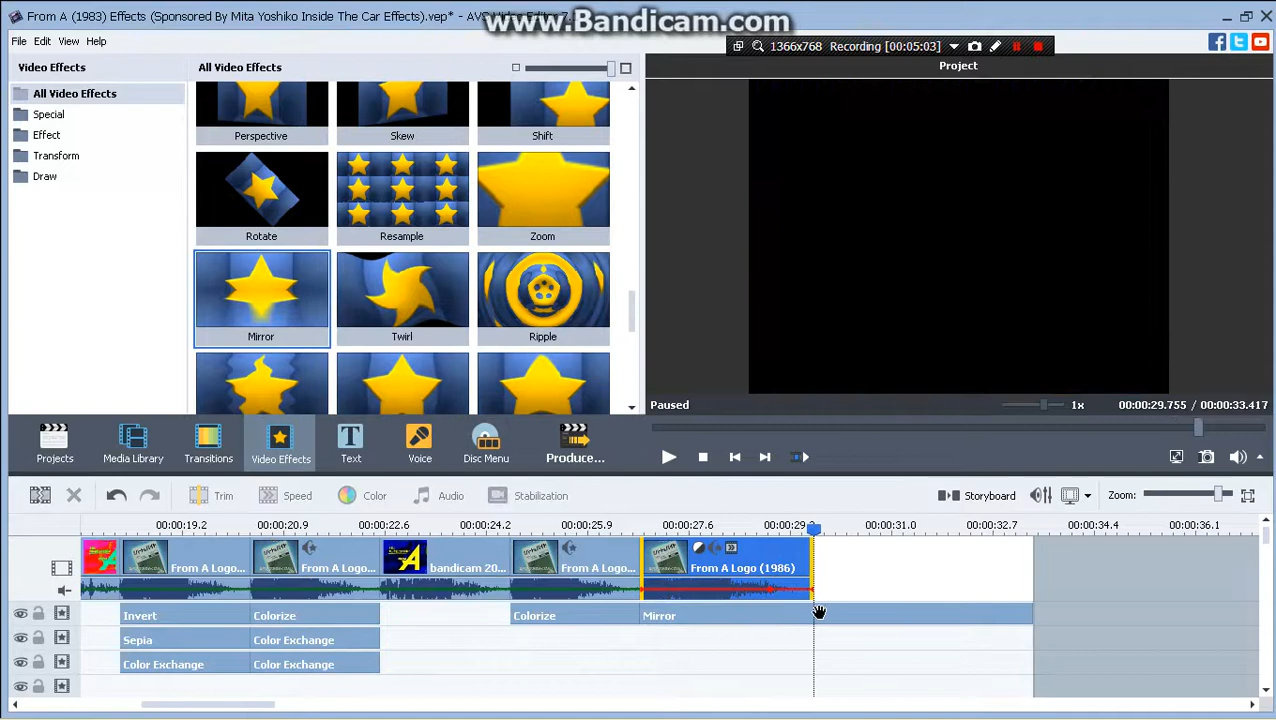 From A (1983) Effects (Sponsored By Mita Yoshiko Inside The Car Effects).vep* - AVS Video Editor 7
www.Bandicam.com
File Edit View Help
1366x768 Recording [00:05:03]
Video Effects
All Video Effects
Project
All Video Effects
Special
Effect
Transform
Draw
Perspective
Skew
Shift
Rotate
Resample
Zoom
Mirror
Twirl
Ripple
Paused
1x
00:00:29.755 / 00:00:33.417
Projects
Media Library
Transitions
Video Effects
Text
Voice
Disc Menu
Produce...
Trim
Speed
Color
Audio
Stabilization
Storyboard
Zoom:
00:00:19.2 00:00:20.9 00:00:22.6 00:00:24.2 00:00:25.9 00:00:27.6 00:00:29.3 00:00:31.0 00:00:32.7 00:00:34.4 00:00:36.1
From A Logo... From A Logo... bandicam 20... From A Logo... From A Logo (1986)
Invert Colorize Colorize Mirror
Sepia Color Exchange
Color Exchange Color Exchange